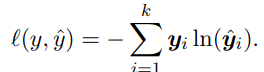 ℓ(y, ŷ) = − ∑_{i=1}^{k} y_i ln(ŷ_i).